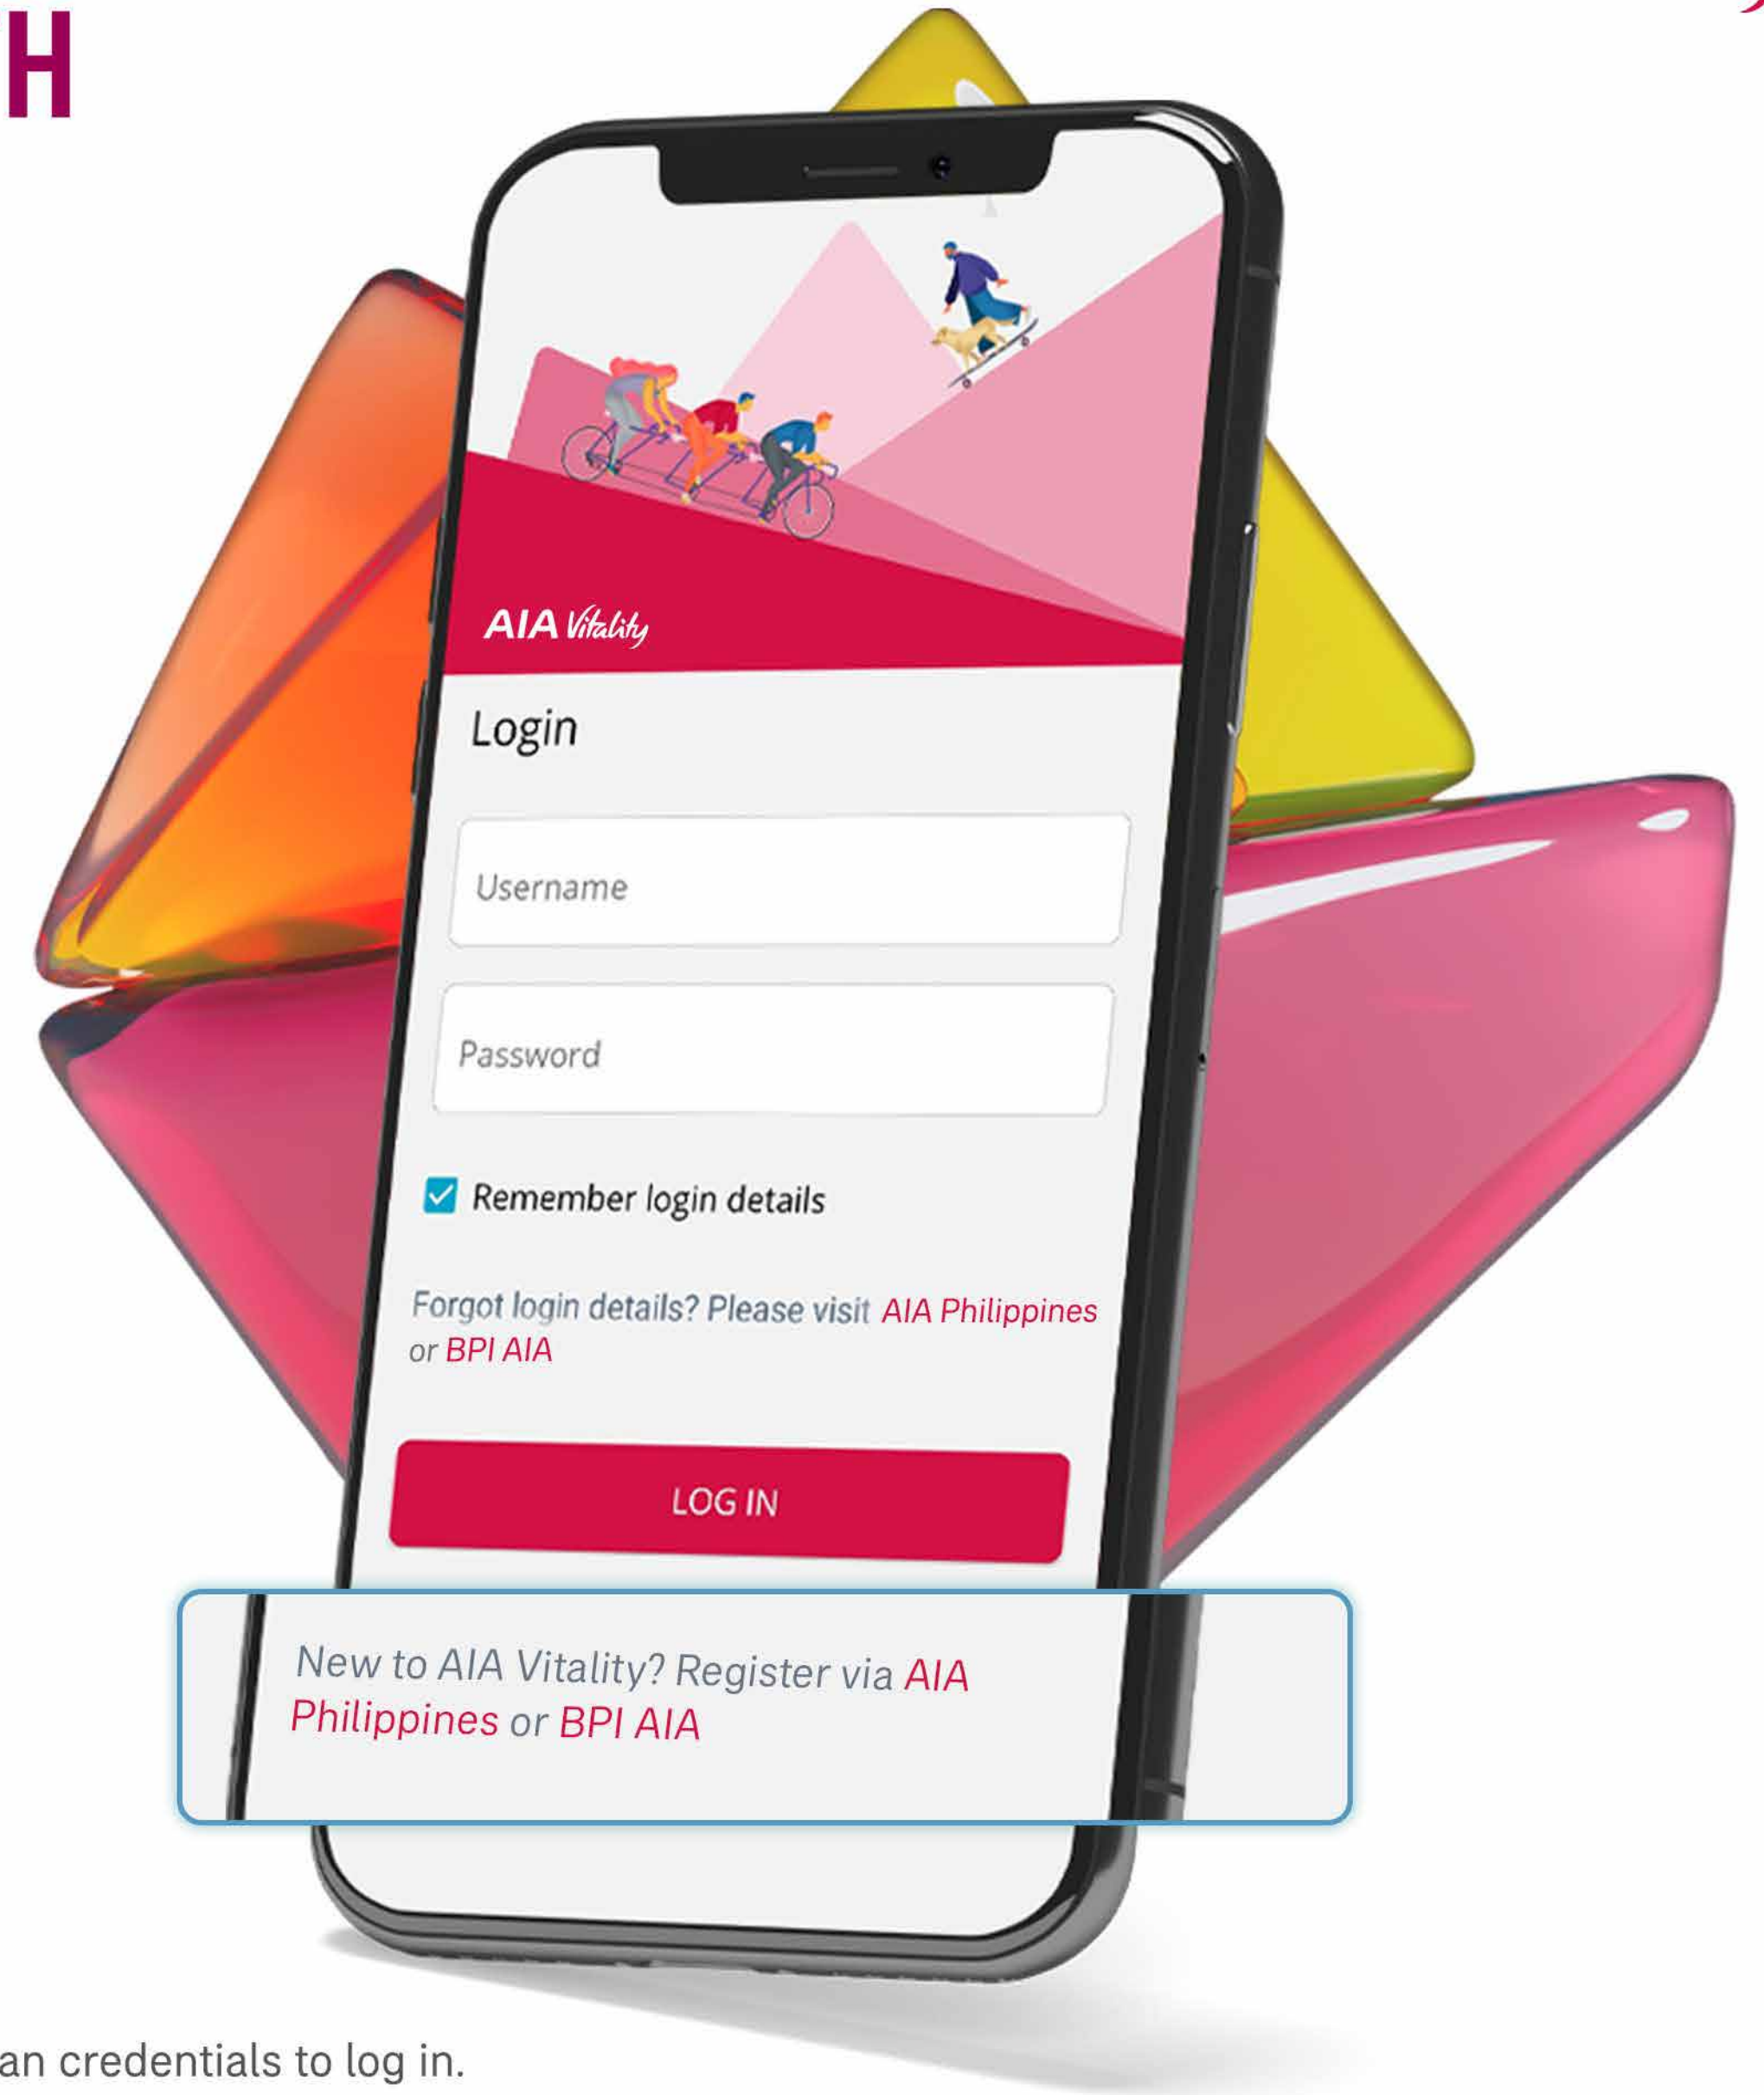 H
AIA Vitality
Login
Username
Password
Remember login details
Forgot login details? Please visit AIA Philippines
or BPI AIA
LOG IN
New to AIA Vitality? Register via AIA
Philippines or BPI AIA
an credentials to log in.